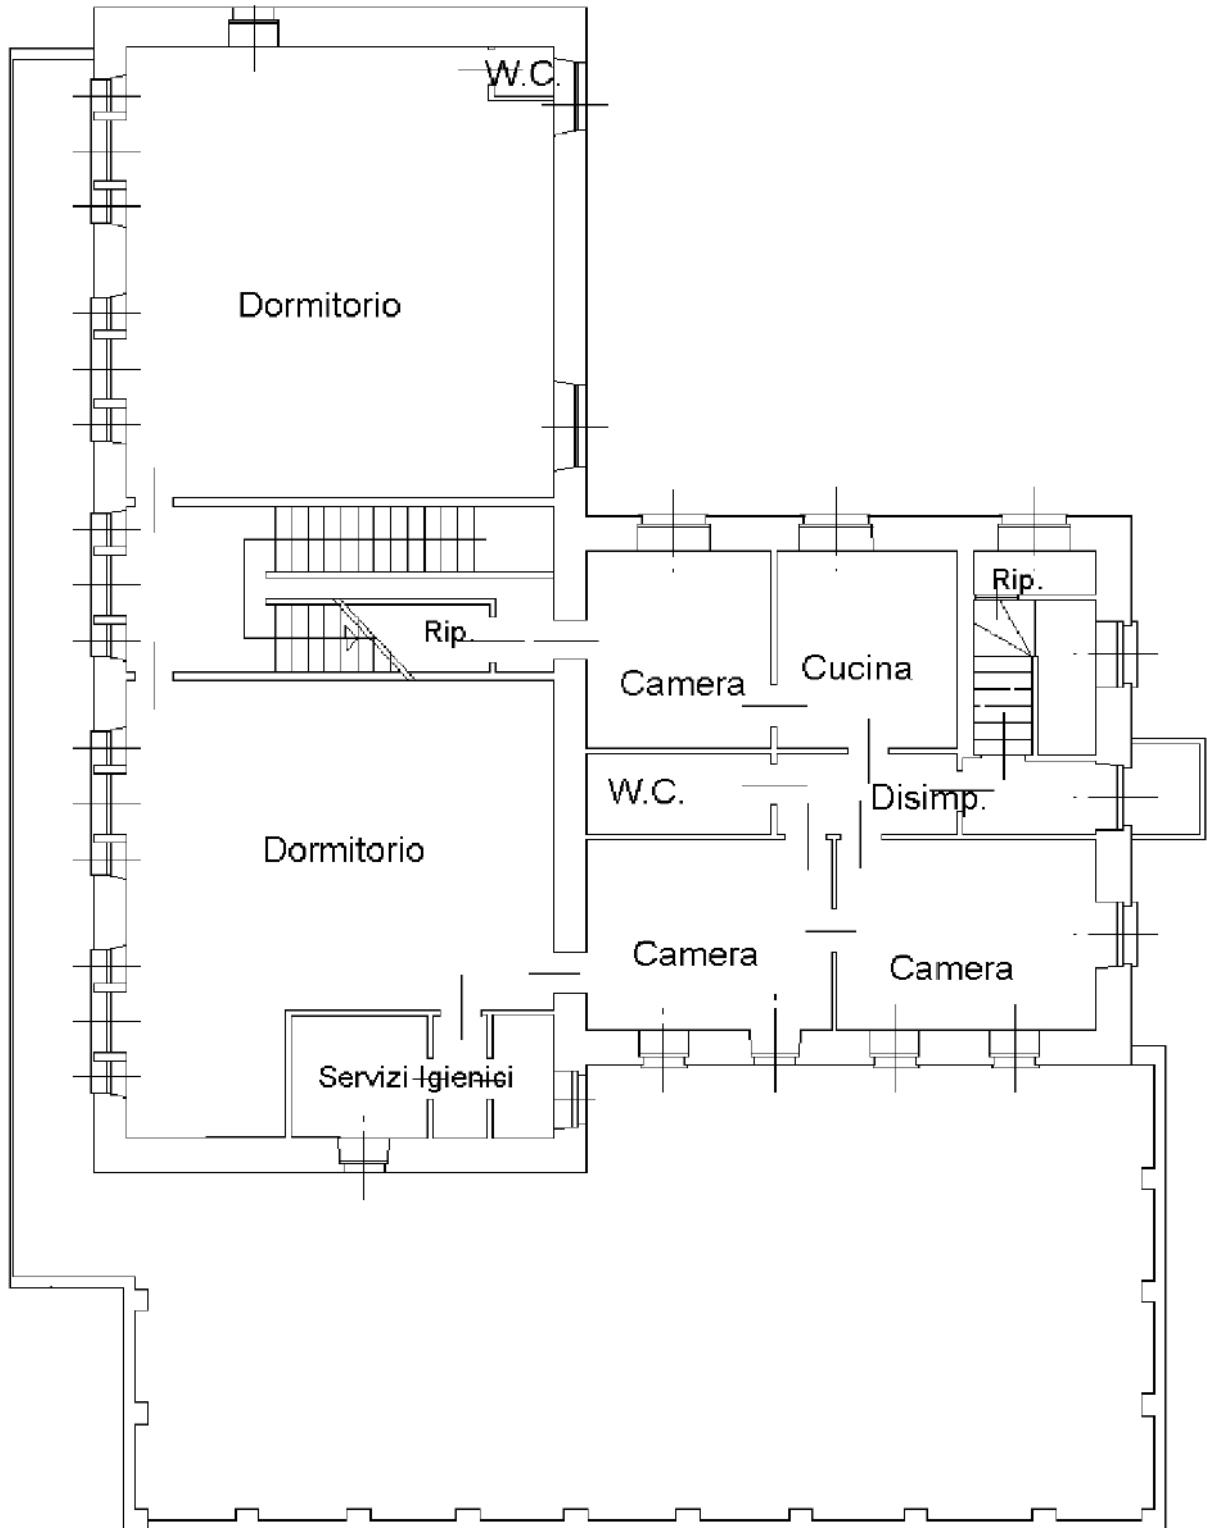 W.C.
Dormitorio
Rip.
Rip.
Camera
Cucina
W.C.
Disimp.
Dormitorio
Camera
Camera
Servizi Igienici